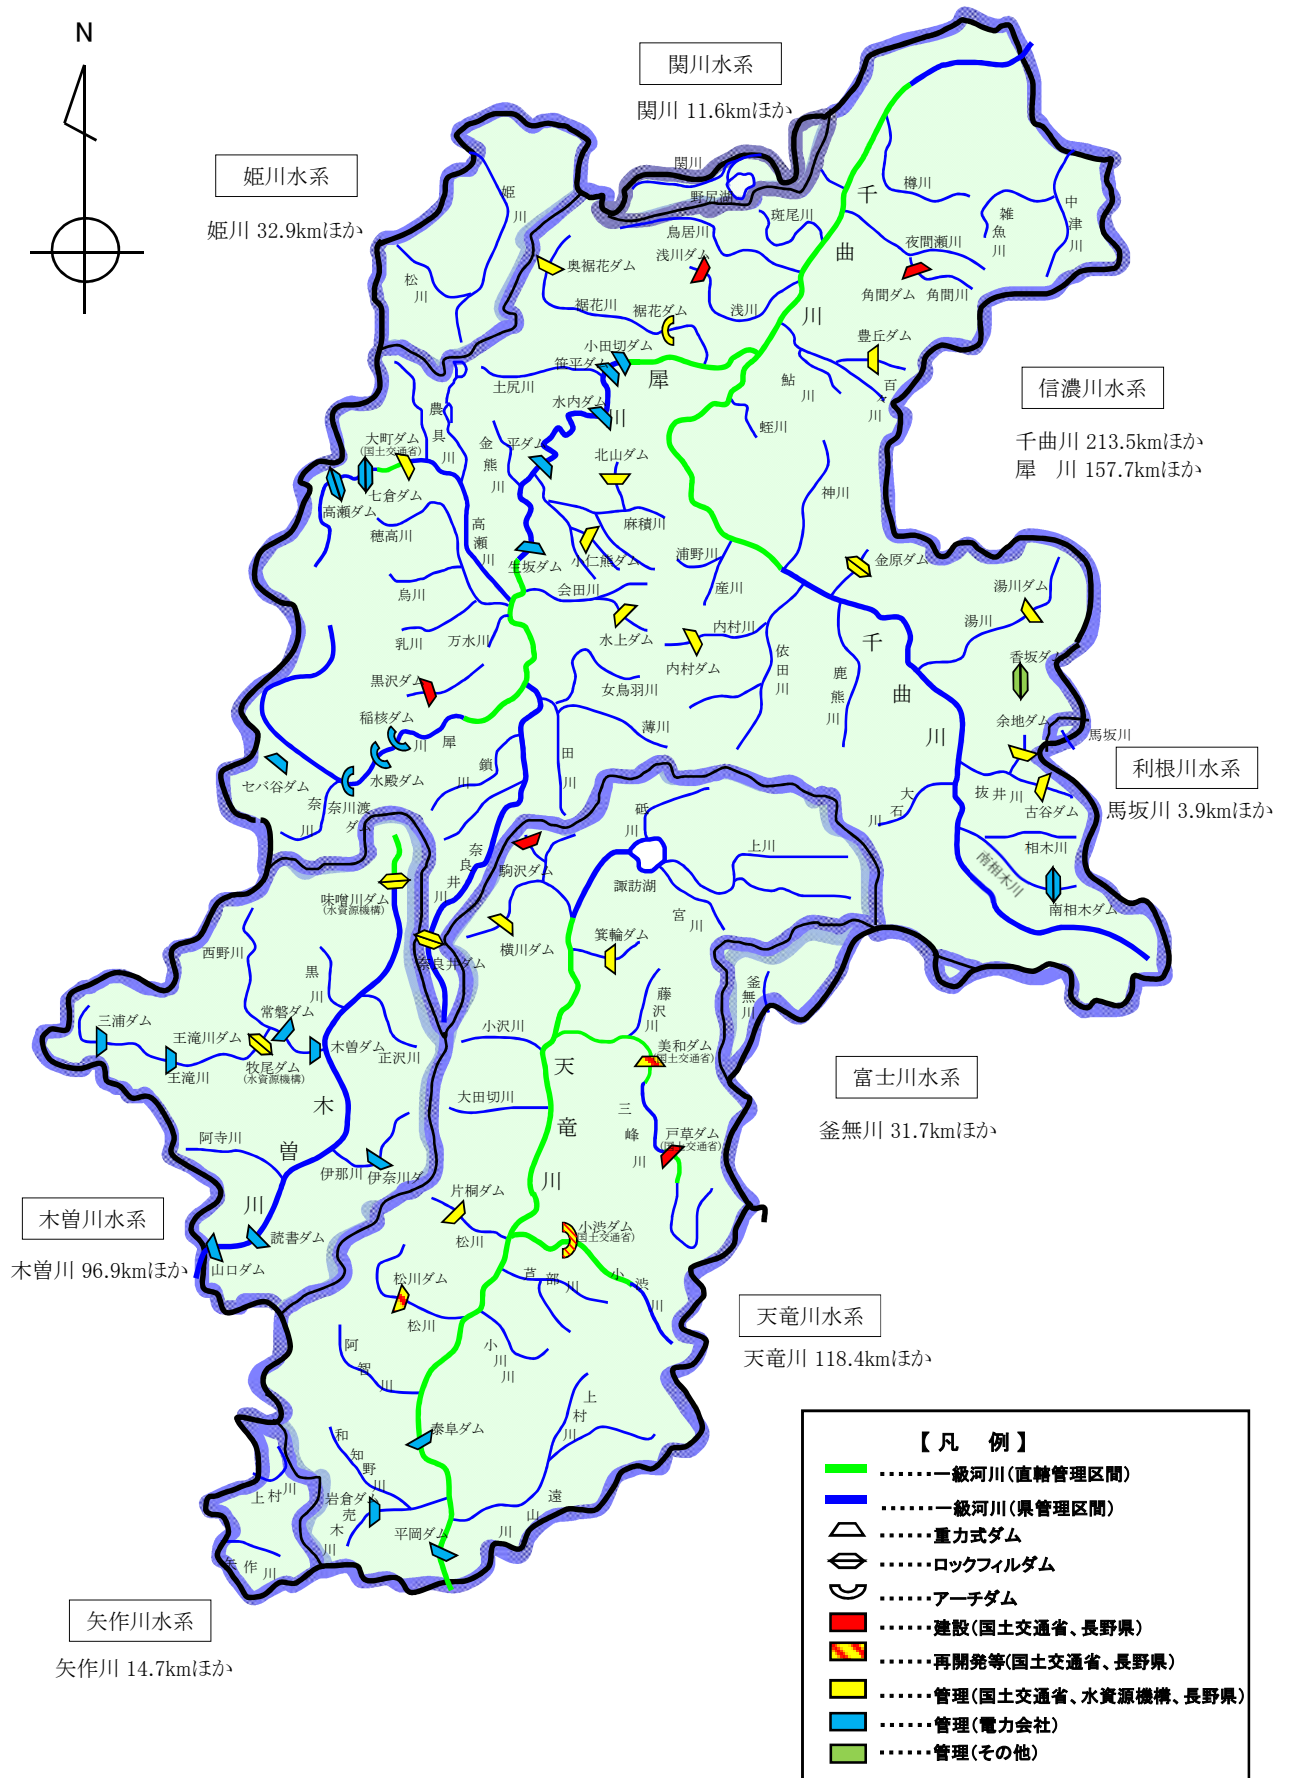 N
関川水系
関川 11.6kmほか
姫川水系
姫川 32.9kmほか
関川
野尻湖
姫川
松川
斑尾川
鳥居川
浅川ダム
浅川
千曲川
樽川
雑魚川
中津川
夜間瀬川
角間ダム
角間川
奥裾花ダム
裾花川
裾花ダム
小田切ダム
笹平ダム
犀川
豊丘ダム
鮎川
百々川
蛭川
土尻川
水内ダム
農具川
金熊川
平ダム
北山ダム
大町ダム
(国土交通省)
七倉ダム
高瀬ダム
穂高川
高瀬川
麻績川
小仁熊ダム
生坂ダム
神川
浦野川
産川
金原ダム
湯川ダム
湯川
信濃川水系
千曲川 213.5kmほか
犀 川 157.7kmほか
烏川
乳川
万水川
会田川
水上ダム
内村川
内村ダム
依田川
鹿熊川
千曲川
香坂ダム
余地ダム
馬坂川
黒沢ダム
稲核ダム
犀川
水殿ダム
セバ谷ダム
奈川渡ダム
奈川
鎖川
女鳥羽川
薄川
田川
奈良井川
大石川
抜井川
古谷ダム
相木川
南相木川
南相木ダム
利根川水系
馬坂川 3.9kmほか
駒沢ダム
砥川
諏訪湖
上川
宮川
横川ダム
箕輪ダム
味噌川ダム
(水資源機構)
奈良井ダム
西野川
黒川
常磐ダム
三浦ダム
王滝川ダム
王滝川
牧尾ダム
(水資源機構)
木曽ダム
正沢川
小沢川
藤沢川
釜無川
美和ダム
(国土交通省)
天竜川
三峰川
戸草ダム
(国土交通省)
富士川水系
釜無川 31.7kmほか
大田切川
木曽川
阿寺川
伊那川
伊奈川ダ
読書ダム
山口ダム
木曽川水系
木曽川 96.9kmほか
片桐ダム
松川
小渋ダム
国土交通省)
小渋川
芦部川
松川ダム
松川
小川川
阿智川
天竜川水系
天竜川 118.4kmほか
泰阜ダム
和知野川
岩倉ダム
売木川
平岡ダム
上村川
遠山川
上村川
矢作川
矢作川水系
矢作川 14.7kmほか
【 凡 例 】
‥‥‥一級河川(直轄管理区間)
‥‥‥一級河川(県管理区間)
‥‥‥重力式ダム
‥‥‥ロックフィルダム
‥‥‥アーチダム
‥‥‥建設(国土交通省、長野県)
‥‥‥再開発等(国土交通省、長野県)
‥‥‥管理(国土交通省、水資源機構、長野県)
‥‥‥管理(電力会社)
‥‥‥管理(その他)